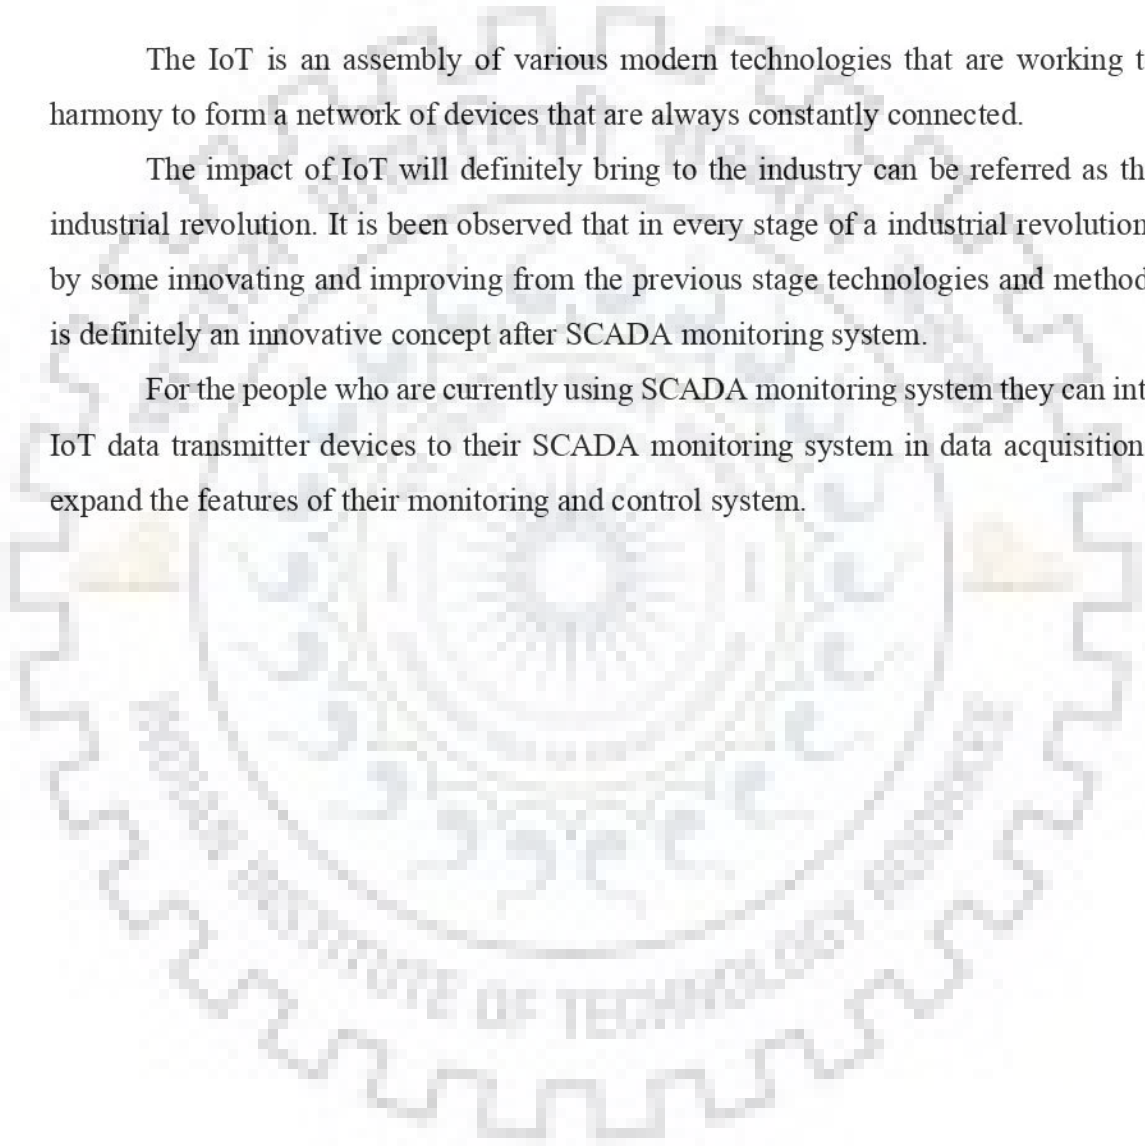 The IoT is an assembly of various modern technologies that are working
harmony to form a network of devices that are always constantly connected.
The impact of IoT will definitely bring to the industry can be referred as
industrial revolution. It is been observed that in every stage of a industrial revolution
by some innovating and improving from the previous stage technologies and
is definitely an innovative concept after SCADA monitoring system.
For the people who are currently using SCADA monitoring system they can
IoT data transmitter devices to their SCADA monitoring system in data acquisition
expand the features of their monitoring and control system.
INSTITUTE OF TECHNOLOGY